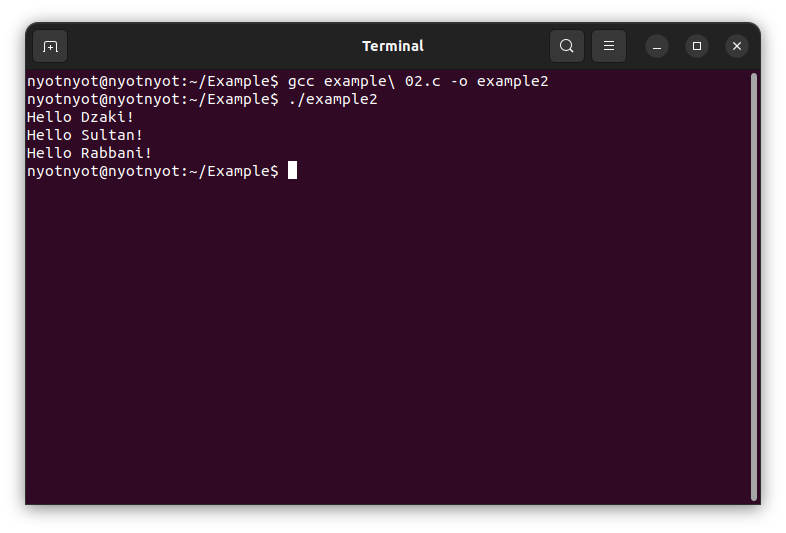 Terminal
nyotnyot@nyotnyot:~/Example$ gcc example\ 02.c -o example2
nyotnyot@nyotnyot:~/Example$ ./example2
Hello Dzaki!
Hello Sultan!
Hello Rabbani!
nyotnyot@nyotnyot:~/Example$